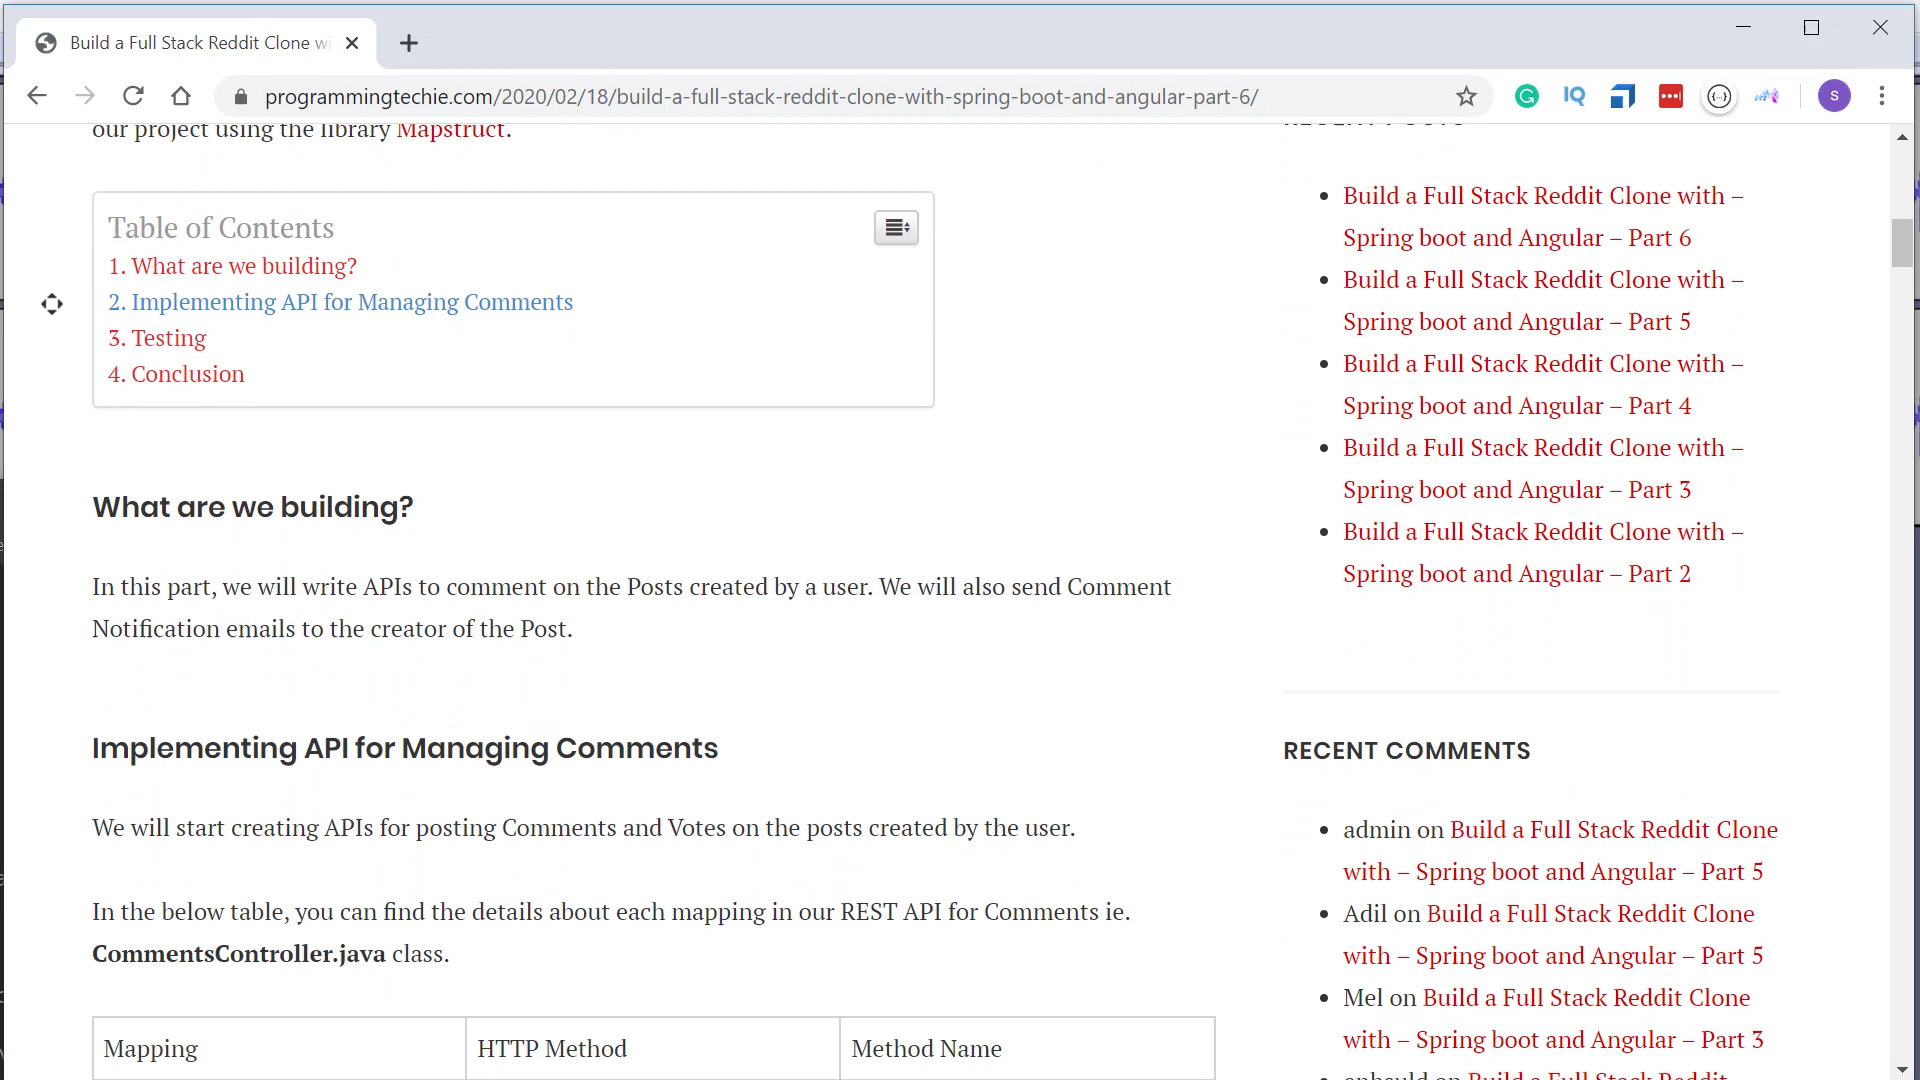 Build a Full Stack Reddit Clone wi
programmingtechie.com/2020/02/18/build-a-full-stack-reddit-clone-with-spring-boot-and-angular-part-6/
IQ
S
our project using the library Mapstruct.
Table of Contents
1. What are we building?
2. Implementing API for Managing Comments
3. Testing
4. Conclusion
What are we building?
In this part, we will write APIs to comment on the Posts created by a user. We will also send Comment
Notification emails to the creator of the Post.
Implementing API for Managing Comments
We will start creating APIs for posting Comments and Votes on the posts created by the user.
In the below table, you can find the details about each mapping in our REST API for Comments ie.
CommentsController.java class.
Mapping HTTP Method Method Name
RECENT POSTS
Build a Full Stack Reddit Clone with –
Spring boot and Angular – Part 6
Build a Full Stack Reddit Clone with –
Spring boot and Angular – Part 5
Build a Full Stack Reddit Clone with –
Spring boot and Angular – Part 4
Build a Full Stack Reddit Clone with –
Spring boot and Angular – Part 3
Build a Full Stack Reddit Clone with –
Spring boot and Angular – Part 2
RECENT COMMENTS
admin on Build a Full Stack Reddit Clone
with – Spring boot and Angular – Part 5
Adil on Build a Full Stack Reddit Clone
with – Spring boot and Angular – Part 5
Mel on Build a Full Stack Reddit Clone
with – Spring boot and Angular – Part 3
on Build a Full Stack Reddit